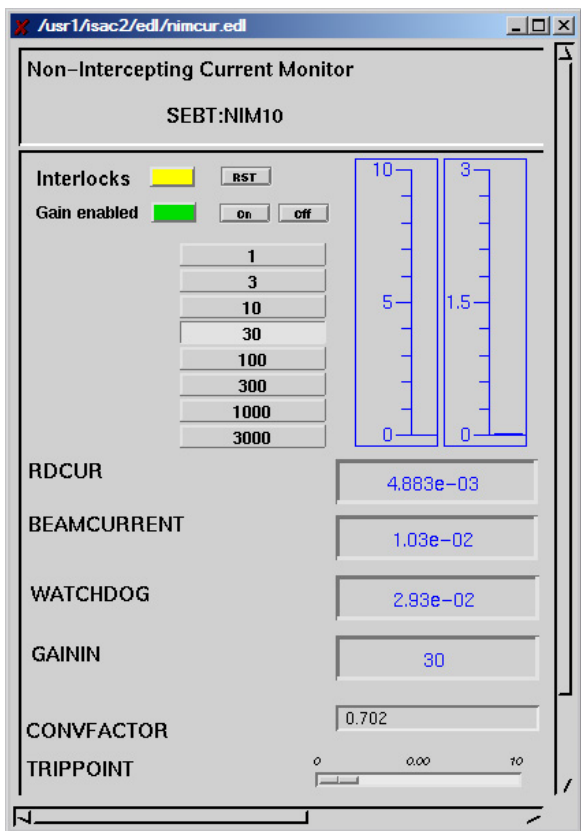 /usr1/isac2/edl/nimcur.edl
Non-Intercepting Current Monitor
SEBT:NIM10
Interlocks RST
Gain enabled On Off
1
3
10
30
100
300
1000
3000
10 3
5 1.5
0 0
RDCUR 4.883e-03
BEAMCURRENT 1.03e-02
WATCHDOG 2.93e-02
GAININ 30
CONVFACTOR 0.702
TRIPPOINT 0 0.00 10